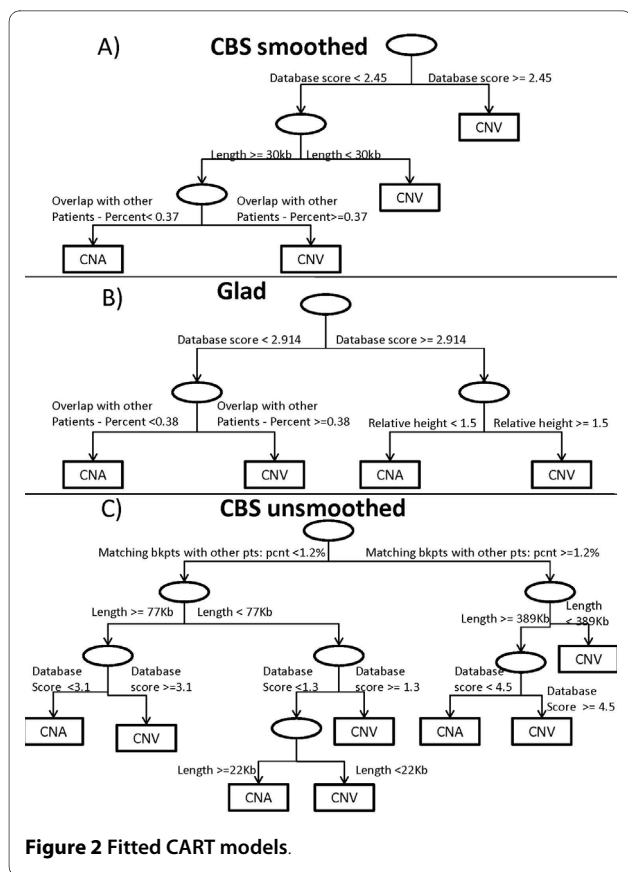 A)
CBS smoothed
Database score < 2.45
Database score >= 2.45
CNV
Length >= 30kb
Length < 30kb
CNV
Overlap with other
Patients - Percent< 0.37
Overlap with other
Patients - Percent>=0.37
CNA
CNV
B)
Glad
Database score < 2.914
Database score >= 2.914
Overlap with other
Patients - Percent <0.38
Overlap with other
Patients - Percent >=0.38
Relative height < 1.5
Relative height >= 1.5
CNA
CNV
CNA
CNV
C)
CBS unsmoothed
Matching bkpts with other pts: pcnt <1.2%
Matching bkpts with other pts: pcnt >=1.2%
Length >= 77Kb
Length < 77Kb
Length >= 389Kb
Length
< 389Kb
CNV
Database
Score <3.1
Database
score >=3.1
Database
Score <1.3
Database
score >= 1.3
Database
score < 4.5
Database
Score >= 4.5
CNA
CNV
CNV
CNA
CNV
Length >=22Kb
Length <22Kb
CNA
CNV
Figure 2 Fitted CART models.